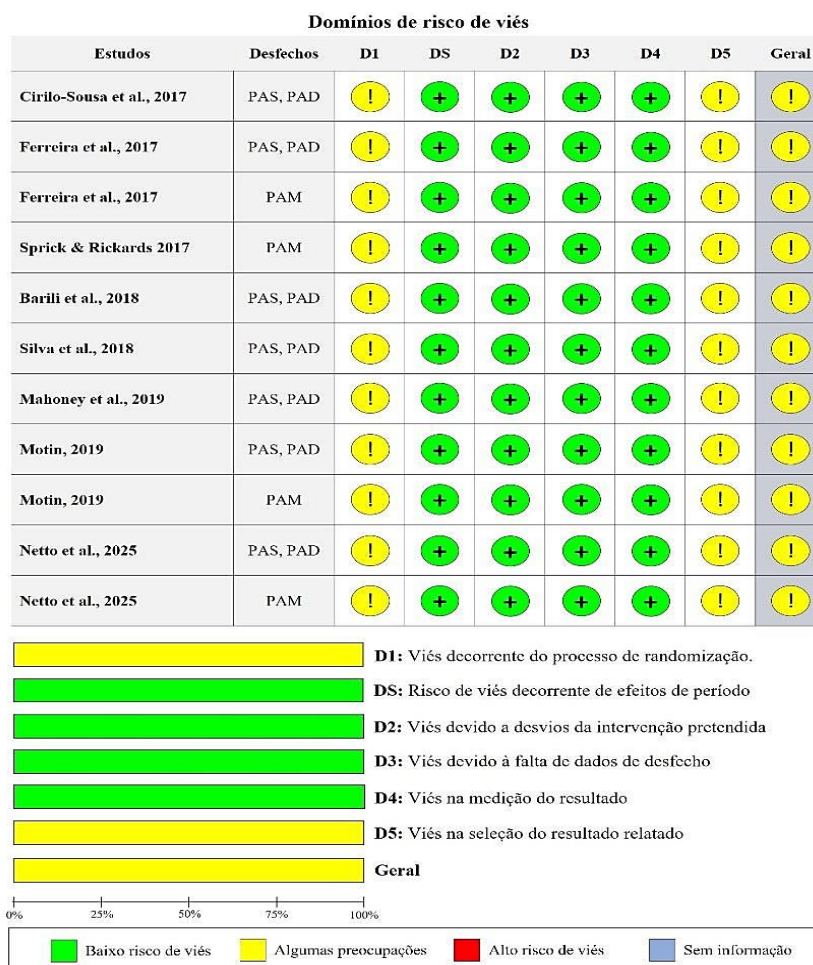 Domínios de risco de viés
Estudos Desfechos D1 DS D2 D3 D4 D5 Geral
Cirilo-Sousa et al., 2017 PAS, PAD ! + + + + ! !
Ferreira et al., 2017 PAS, PAD ! + + + + ! !
Ferreira et al., 2017 PAM ! + + + + ! !
Sprick & Rickards 2017 PAM ! + + + + ! !
Barili et al., 2018 PAS, PAD ! + + + + ! !
Silva et al., 2018 PAS, PAD ! + + + + ! !
Mahoney et al., 2019 PAS, PAD ! + + + + ! !
Motin, 2019 PAS, PAD ! + + + + ! !
Motin, 2019 PAM ! + + + + ! !
Netto et al., 2025 PAS, PAD ! + + + + ! !
Netto et al., 2025 PAM ! + + + + ! !
D1: Viés decorrente do processo de randomização.
DS: Risco de viés decorrente de efeitos de período
D2: Viés devido a desvios da intervenção pretendida
D3: Viés devido à falta de dados de desfecho
D4: Viés na medição do resultado
D5: Viés na seleção do resultado relatado
Geral
0% 25% 50% 75% 100%
Baixo risco de viés Algumas preocupações Alto risco de viés Sem informação